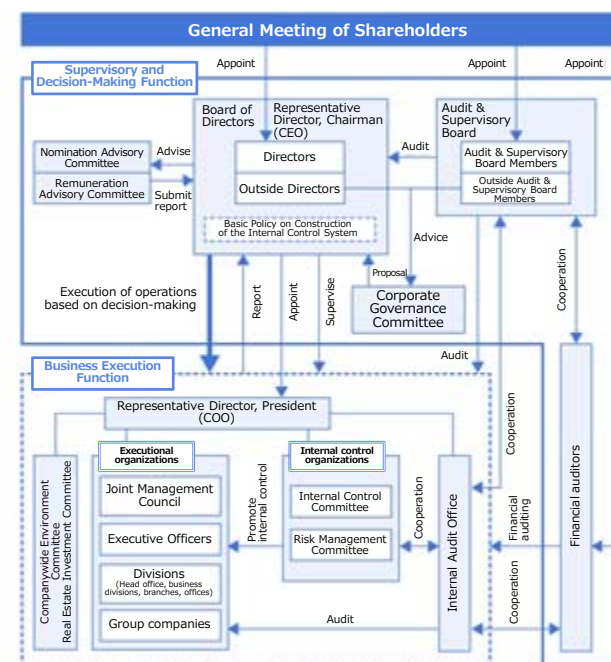 General Meeting of Shareholders
Appoint
Appoint
Appoint
Supervisory and
Decision-Making Function
Board of
Directors
Representative
Director, Chairman
(CEO)
Audit &
Supervisory
Board
Audit
Nomination Advisory
Committee
Remuneration
Advisory Committee
Advise
Submit
report
Directors
Outside Directors
Audit & Supervisory
Board Members
Outside Audit &
Supervisory Board
Members
Basic Policy on Construction
of the Internal Control System
Advice
Proposal
Corporate
Governance
Committee
Cooperation
Execution of operations
based on decision-making
Report
Appoint
Supervise
Audit
Business Execution
Function
Representative Director, President
(COO)
Cooperation
Companywide Environment
Committee
Real Estate Investment Committee
Executional
organizations
Joint Management
Council
Executive Officers
Divisions
(Head office, business
divisions, branches, offices)
Group companies
Promote
internal control
Internal control
organizations
Internal Control
Committee
Risk Management
Committee
Cooperation
Internal Audit Office
Financial
auditing
Financial auditors
Cooperation
Audit